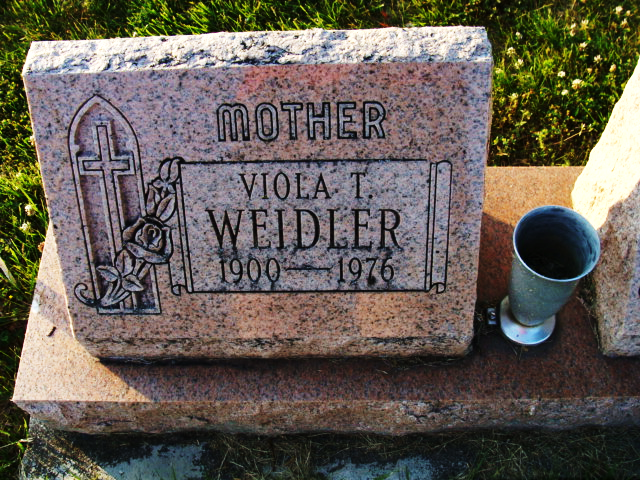 MOTHER
VIOLA T.
WEIDLER
1900—1976